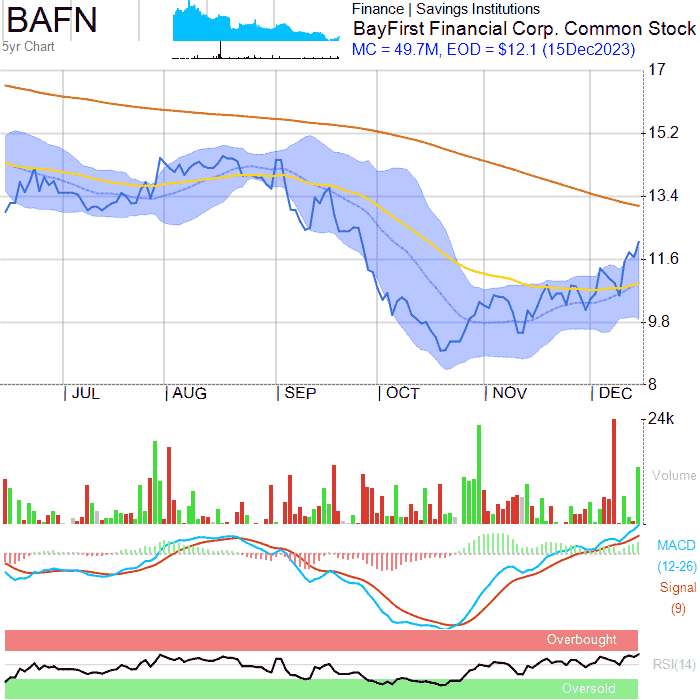 BAFN
5yr Chart
Finance | Savings Institutions
BayFirst Financial Corp. Common Stock
MC = 49.7M, EOD = $12.1 (15Dec2023)
17
15.2
13.4
11.6
9.8
8
JUL AUG SEP OCT NOV DEC
24k
Volume
MACD
(12-26)
Signal
(9)
Overbought
RSI(14)
Oversold